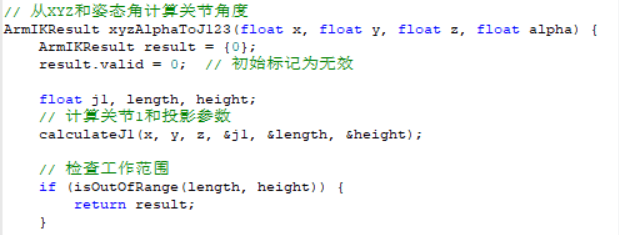 // 从XYZ和姿态角计算关节角度
ArmIKResult xyzAlphaToJ123(float x, float y, float z, float alpha) {
    ArmIKResult result = {0};
    result.valid = 0;  // 初始标记为无效

    float j1, length, height;
    // 计算关节1和投影参数
    calculateJ1(x, y, z, &j1, &length, &height);

    // 检查工作范围
    if (isOutOfRange(length, height)) {
        return result;
    }